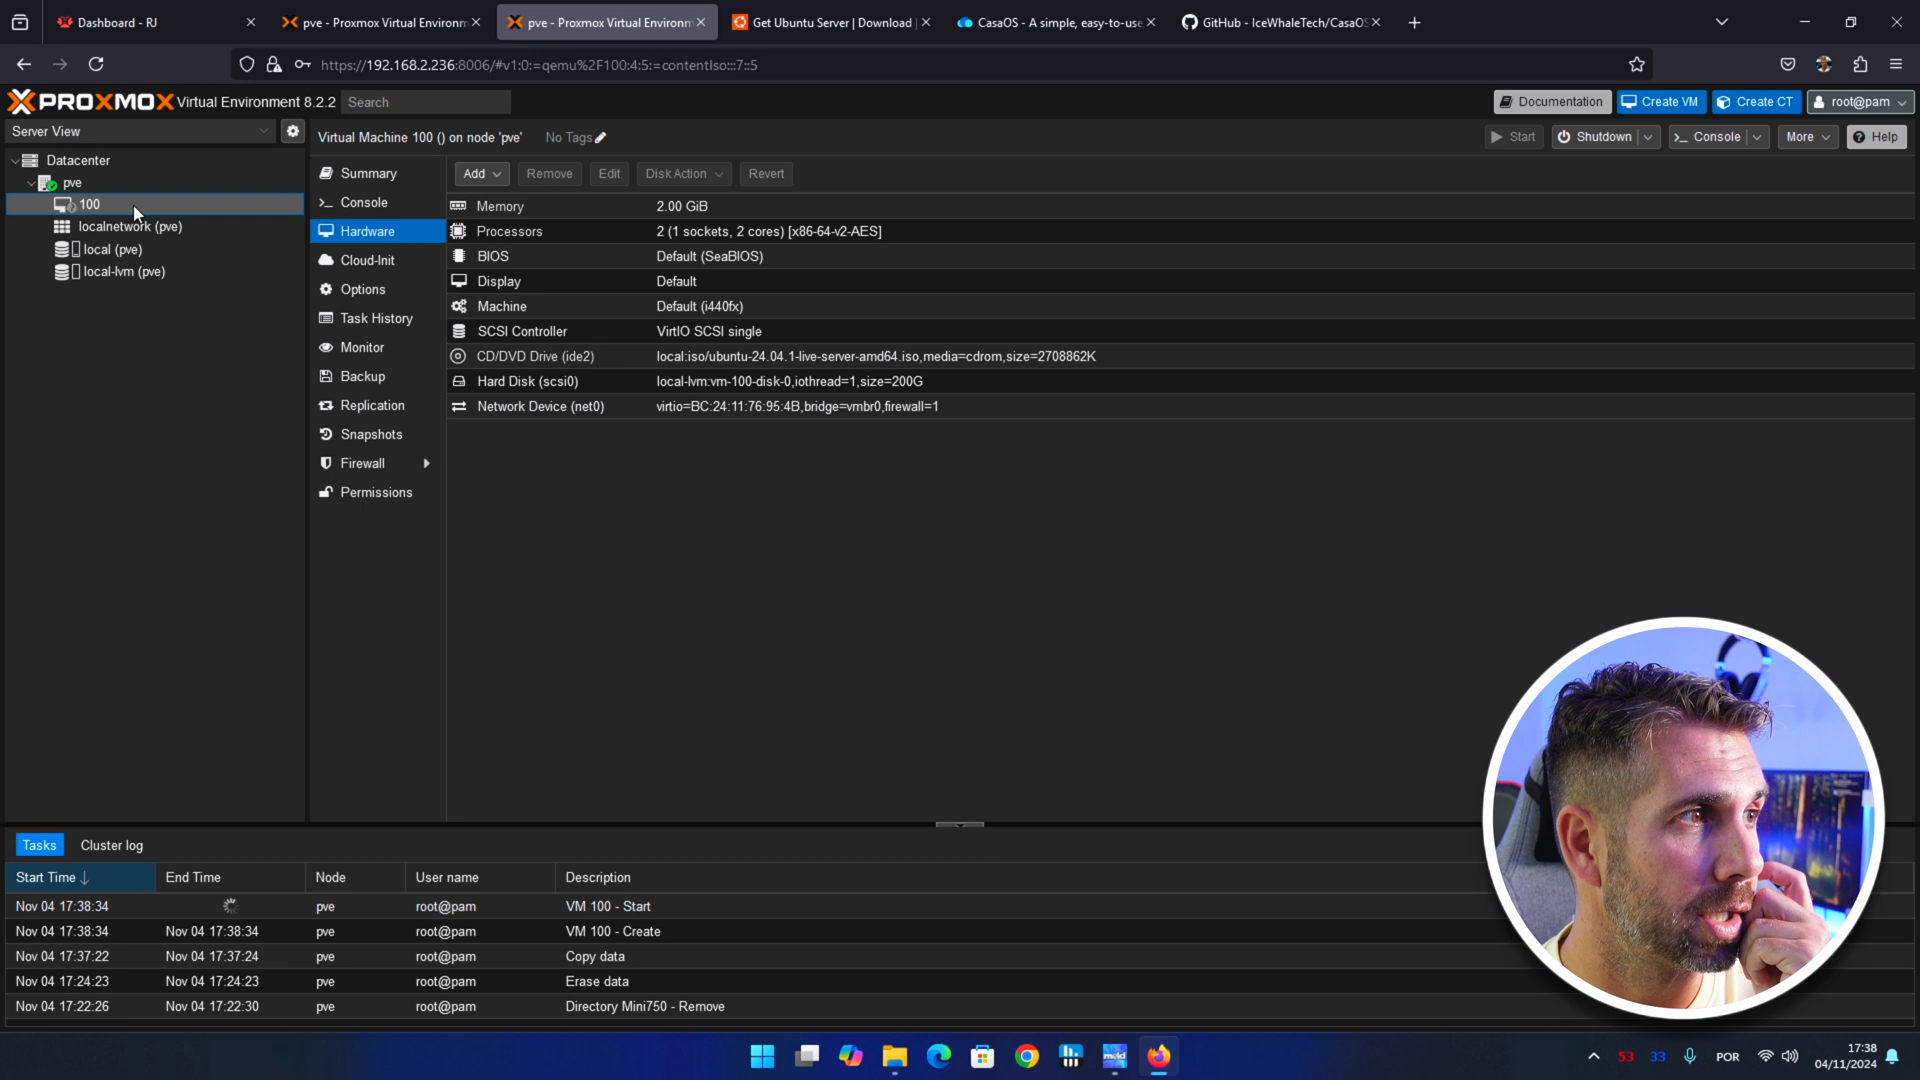 Dashboard - RJ
pve - Proxmox Virtual Environm
pve - Proxmox Virtual Environm
Get Ubuntu Server | Download |
CasaOS - A simple, easy-to-use,
GitHub - IceWhaleTech/CasaOS
https://192.168.2.236:8006/#v1:0:=qemu%2F100:4:5:=contentIso:::7::5
PROXMOX Virtual Environment 8.2.2
Search
Documentation
Create VM
Create CT
root@pam
Server View
Virtual Machine 100 () on node 'pve'
No Tags
Start
Shutdown
Console
More
Help
Datacenter
pve
100
localnetwork (pve)
local (pve)
local-lvm (pve)
Summary
Console
Hardware
Cloud-Init
Options
Task History
Monitor
Backup
Replication
Snapshots
Firewall
Permissions
Add
Remove
Edit
Disk Action
Revert
Memory 2.00 GiB
Processors 2 (1 sockets, 2 cores) [x86-64-v2-AES]
BIOS Default (SeaBIOS)
Display Default
Machine Default (i440fx)
SCSI Controller VirtIO SCSI single
CD/DVD Drive (ide2) local:iso/ubuntu-24.04.1-live-server-amd64.iso,media=cdrom,size=2708862K
Hard Disk (scsi0) local-lvm:vm-100-disk-0,iothread=1,size=200G
Network Device (net0) virtio=BC:24:11:76:95:4B,bridge=vmbr0,firewall=1
Tasks Cluster log
Start Time End Time Node User name Description
Nov 04 17:38:34 pve root@pam VM 100 - Start
Nov 04 17:38:34 Nov 04 17:38:34 pve root@pam VM 100 - Create
Nov 04 17:37:22 Nov 04 17:37:24 pve root@pam Copy data
Nov 04 17:24:23 Nov 04 17:24:23 pve root@pam Erase data
Nov 04 17:22:26 Nov 04 17:22:30 pve root@pam Directory Mini750 - Remove
53 33 POR 17:38
04/11/2024